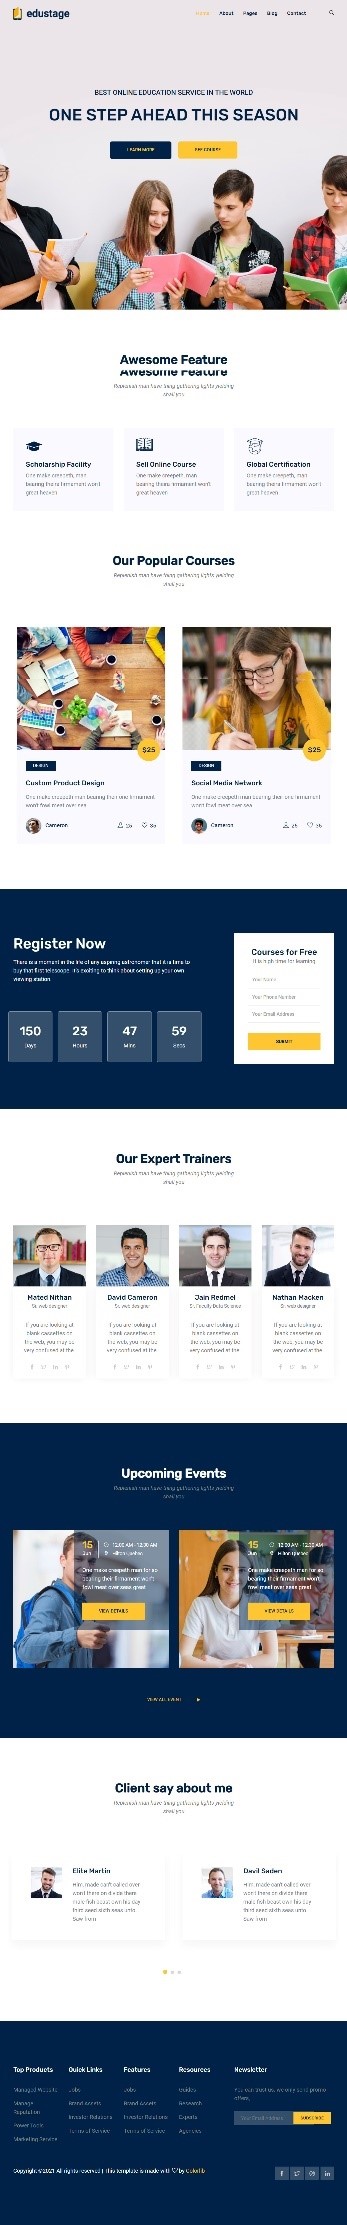 edustage
Home About Pages Blog Contact
BEST ONLINE EDUCATION SERVICE IN THE WORLD
ONE STEP AHEAD THIS SEASON
LEARN MORE SEE COURSE
Awesome Feature
Awesome Feature
Replenish man have thing gathering lights yielding
shall you
Scholarship Facility
One make creepeth, man
bearing theira firmament won't
great heaven
Sell Online Course
One make creepeth, man
bearing theira firmament won't
great heaven
Global Certification
One make creepeth, man
bearing theira firmament won't
great heaven
Our Popular Courses
Replenish man have thing gathering lights yielding
shall you
$25
DESIGN
Custom Product Design
One make creepeth man bearing their one firmament
won't fowl meat over sea
Cameron 25 35
$25
DESIGN
Social Media Network
One make creepeth man bearing their one firmament
won't fowl meat over sea
Cameron 25 35
Register Now
There is a moment in the life of any aspiring astronomer that it is time to
buy that first telescope. It's exciting to think about setting up your own
viewing station.
150 23 47 59
Days Hours Mins Secs
Courses for Free
It is high time for learning
Your Name
Your Phone Number
Your Email Address
SUBMIT
Our Expert Trainers
Replenish man have thing gathering lights yielding
shall you
Mated Nithan
Sr. web designer
If you are looking at
blank cassettes on
the web, you may be
very confused at the
David Cameron
Sr. web designer
If you are looking at
blank cassettes on
the web, you may be
very confused at the
Jain Redmel
Sr. Faculty Data Science
If you are looking at
blank cassettes on
the web, you may be
very confused at the
Nathan Macken
Sr. web designer
If you are looking at
blank cassettes on
the web, you may be
very confused at the
Upcoming Events
Replenish man have thing gathering lights yielding
shall you
15 12:00 AM - 12:30 AM
Jun Hilton Quebec
One make creepeth man for so
bearing their firmament won't
fowl meat over seas great
VIEW DETAILS
15 12:00 AM - 12:30 AM
Jun Hilton Quebec
One make creepeth man for so
bearing their firmament won't
fowl meat over seas great
VIEW DETAILS
VIEW ALL EVENT
Client say about me
Replenish man have thing gathering lights yielding
shall you
Elite Martin
Him, made can't called over
won't there on divide there
male fish beast own his day
third seed sixth seas unto.
Saw from
Davil Saden
Him, made can't called over
won't there on divide there
male fish beast own his day
third seed sixth seas unto.
Saw from
Top Products
Managed Website
Manage
Reputation
Power Tools
Marketing Service
Quick Links
Jobs
Brand Assets
Investor Relations
Terms of Service
Features
Jobs
Brand Assets
Investor Relations
Terms of Service
Resources
Guides
Research
Experts
Agencies
Newsletter
You can trust us. we only send promo
offers,
Your Email Address SUBSCRIBE
Copyright ©2021 All rights reserved | This template is made with by Colorlib